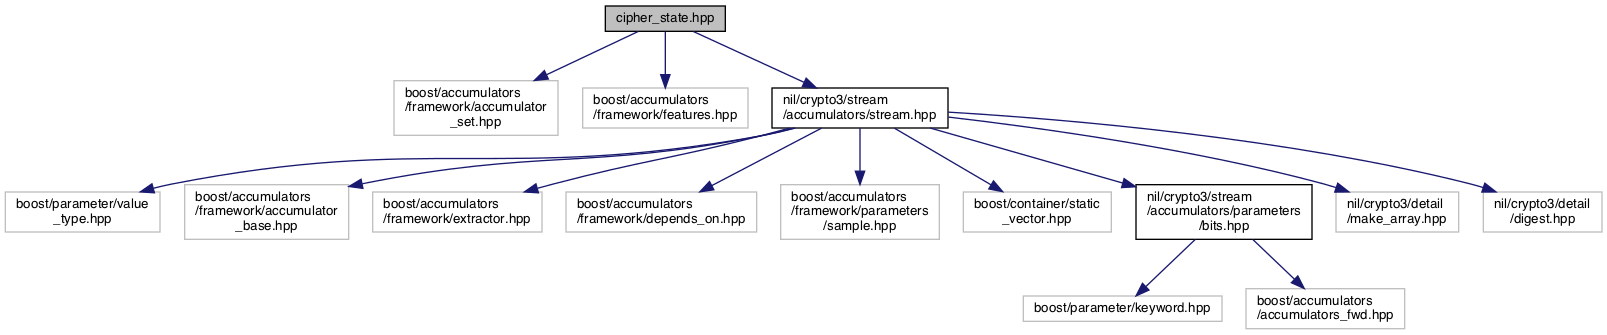 cipher_state.hpp
boost/accumulators
/framework/accumulator
_set.hpp
boost/accumulators
/framework/features.hpp
nil/crypto3/stream
/accumulators/stream.hpp
boost/parameter/value
_type.hpp
boost/accumulators
/framework/accumulator
_base.hpp
boost/accumulators
/framework/extractor.hpp
boost/accumulators
/framework/depends_on.hpp
boost/accumulators
/framework/parameters
/sample.hpp
boost/container/static
_vector.hpp
nil/crypto3/stream
/accumulators/parameters
/bits.hpp
nil/crypto3/detail
/make_array.hpp
nil/crypto3/detail
/digest.hpp
boost/parameter/keyword.hpp
boost/accumulators
/accumulators_fwd.hpp